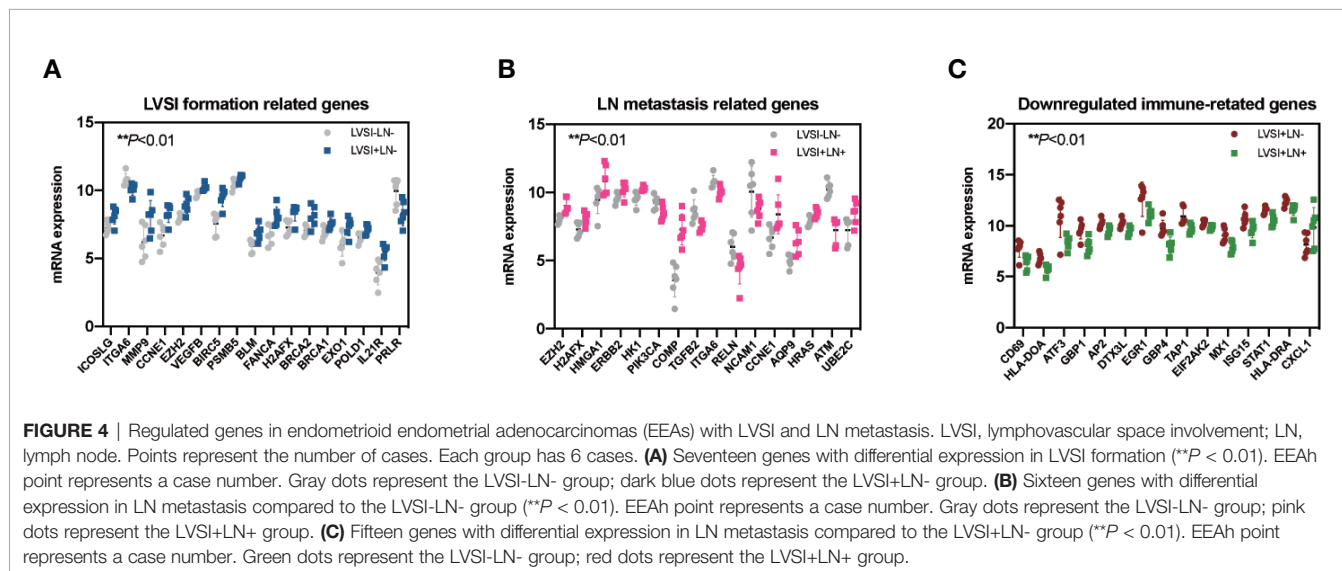 A
B
C
LVSI formation related genes
LN metastasis related genes
Downregulated immune-retated genes
**P<0.01
LVSI-LN-
LVSI+LN-
mRNA expression
15
10
5
0
ICOSLG
ITGA6
MMP9
CCNE1
EZH2
VEGFB
BIRC5
PSMB5
BLM
FANCA
H2AFX
BRCA2
BRCA1
EXO1
POLD1
IL21R
PRLR
**P<0.01
LVSI-LN-
LVSI+LN+
mRNA expression
15
10
5
0
EZH2
H2AFX
HMGA1
ERBB2
HK1
PIK3CA
COMP
TGFB2
ITGA6
RELN
NCAM1
CCNE1
AQP9
HRAS
ATM
UBE2C
**P<0.01
LVSI+LN-
LVSI+LN+
mRNA expression
20
15
10
5
0
CD69
HLA-DOA
ATF3
GBP1
AP2
DTX3L
EGR1
GBP4
TAP1
EIF2AK2
MX1
ISG15
STAT1
HLA-DRA
CXCL1
FIGURE 4 | Regulated genes in endometrioid endometrial adenocarcinomas (EEAs) with LVSI and LN metastasis. LVSI, lymphovascular space involvement; LN,
lymph node. Points represent the number of cases. Each group has 6 cases. (A) Seventeen genes with differential expression in LVSI formation (**P < 0.01). EEAh
point represents a case number. Gray dots represent the LVSI-LN- group; dark blue dots represent the LVSI+LN- group. (B) Sixteen genes with differential
expression in LN metastasis compared to the LVSI-LN- group (**P < 0.01). EEAh point represents a case number. Gray dots represent the LVSI-LN- group; pink
dots represent the LVSI+LN+ group. (C) Fifteen genes with differential expression in LN metastasis compared to the LVSI+LN- group (**P < 0.01). EEAh point
represents a case number. Green dots represent the LVSI-LN- group; red dots represent the LVSI+LN+ group.